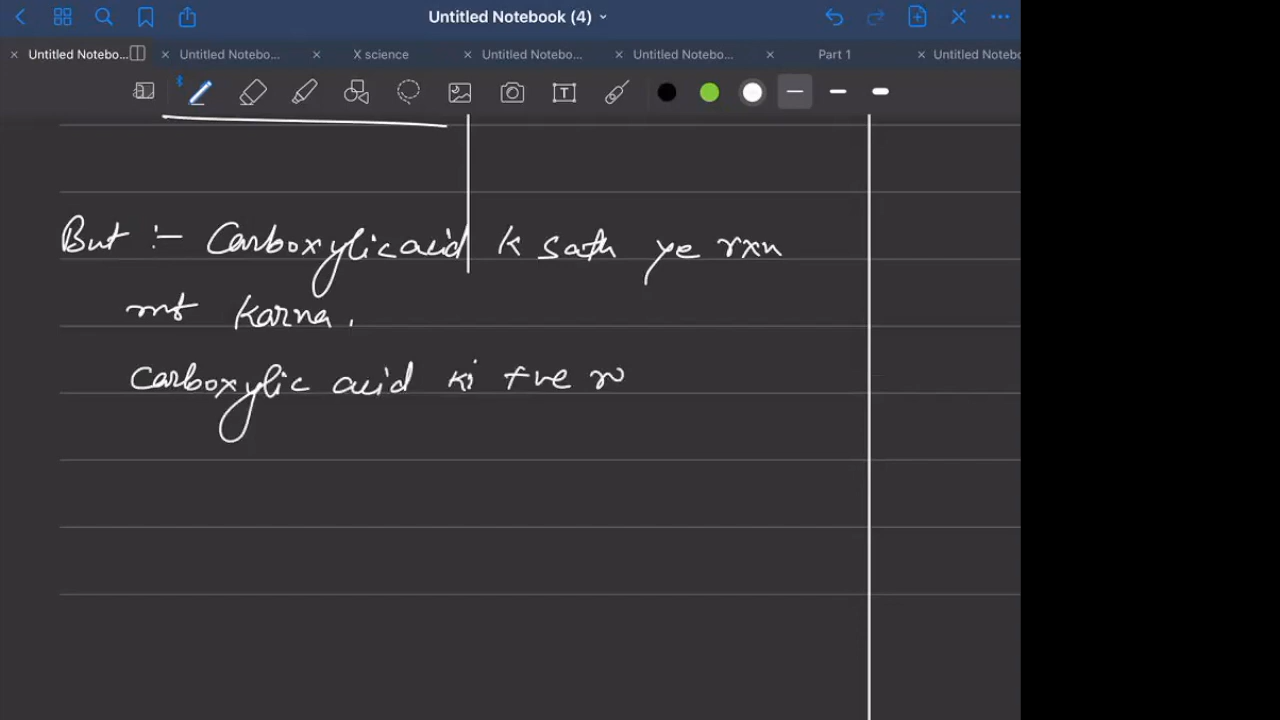 Untitled Notebook (4)
Untitled Notebo...
Untitled Notebo...
X science
Untitled Notebo...
Untitled Notebo...
Part 1
Untitled Notebo
T
But :- Carboxylic acid k sath ye rxn
mt karna.
Carboxylic acid ki +ve r